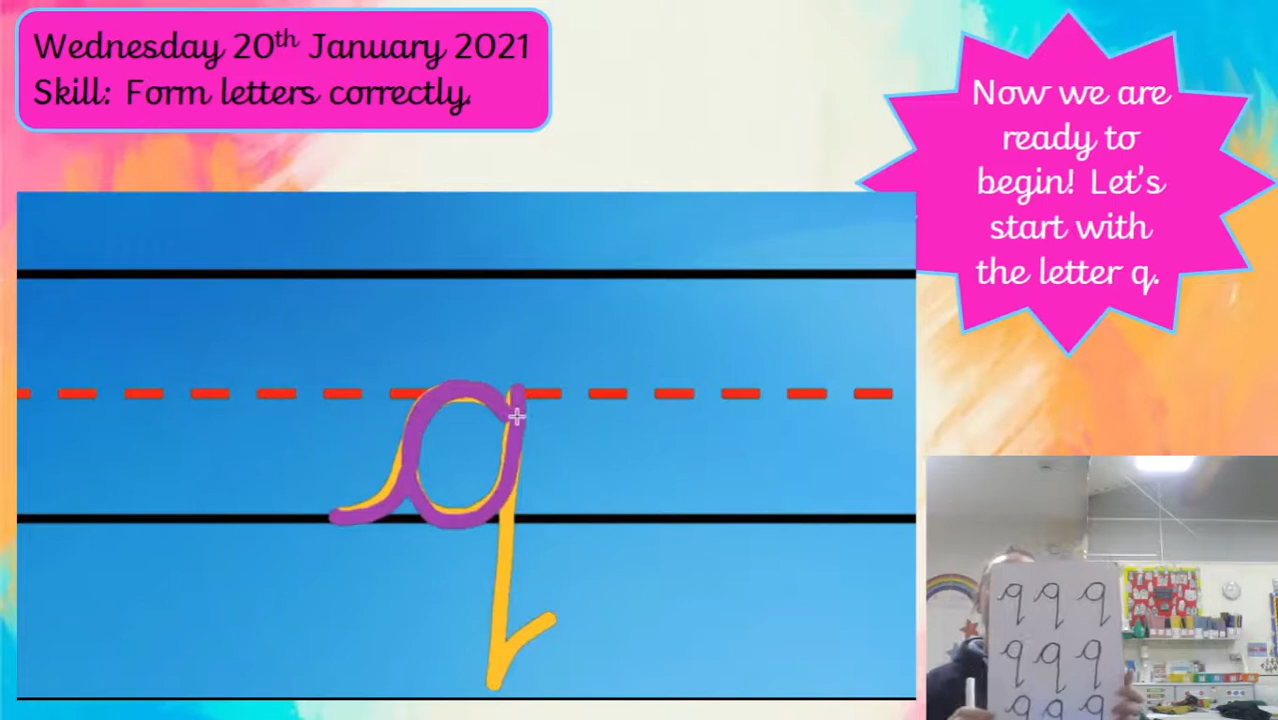 Wednesday 20th January 2021
Skill: Form letters correctly.
Now we are
ready to
begin! Let's
start with
the letter q.
q
q q q
q q q
q q q